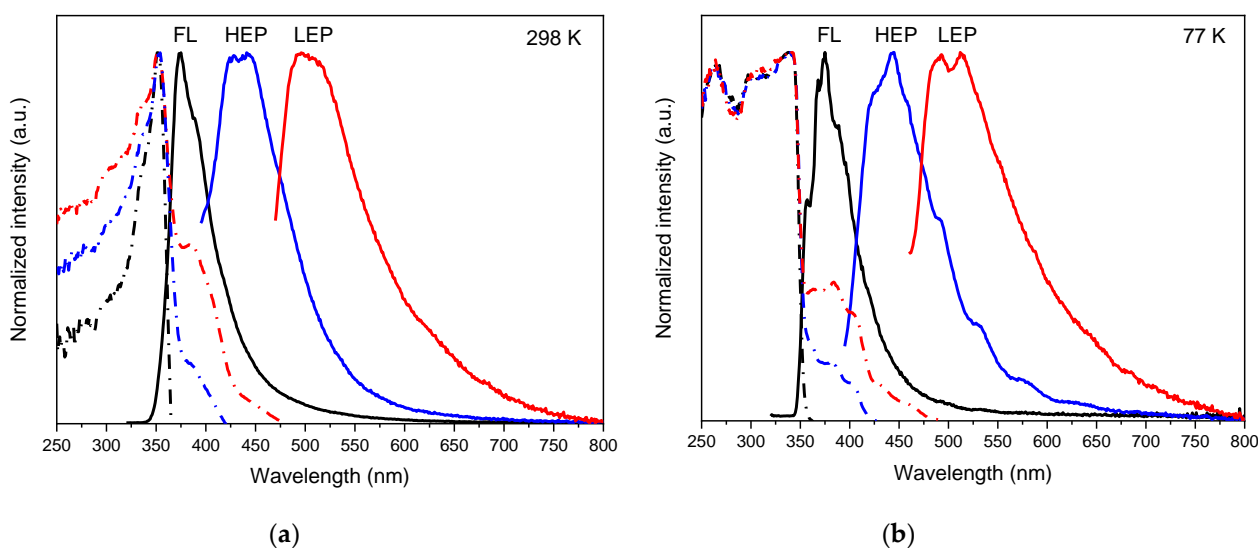 FL HEP LEP 298 K
Normalized intensity (a.u.)
250 300 350 400 450 500 550 600 650 700 750 800
Wavelength (nm)
(a)
FL HEP LEP 77 K
Normalized intensity (a.u.)
250 300 350 400 450 500 550 600 650 700 750 800
Wavelength (nm)
(b)